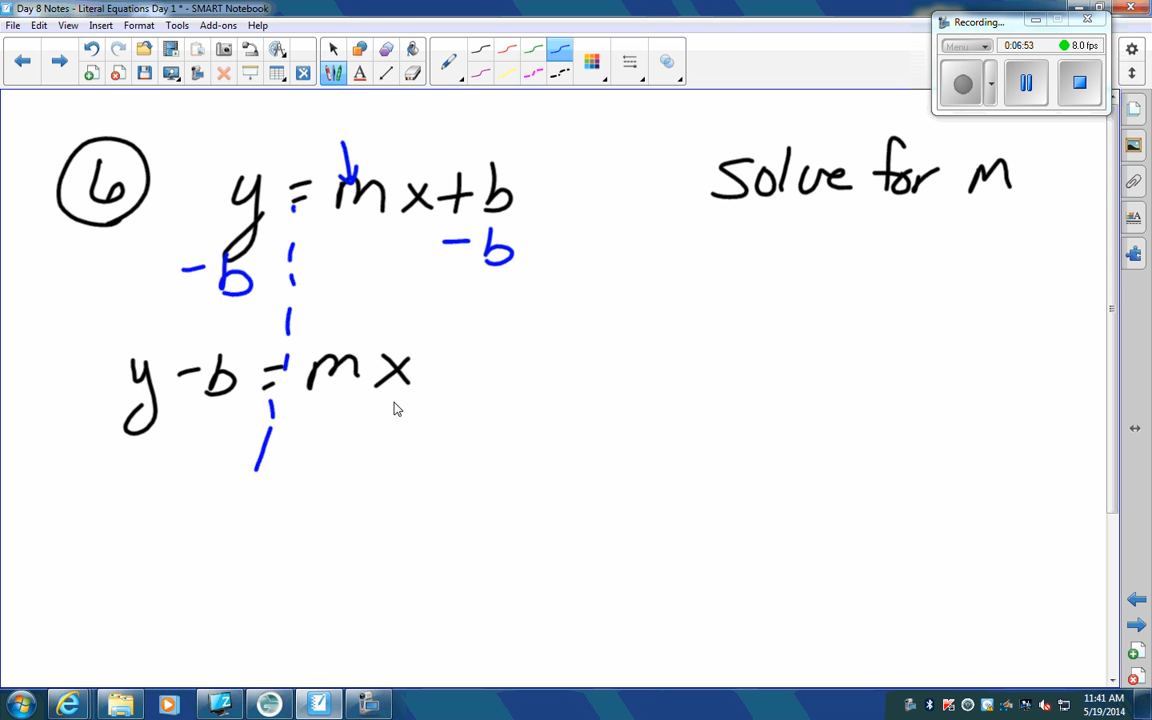 Day 8 Notes - Literal Equations Day 1 * - SMART Notebook
File Edit View Insert Format Tools Add-ons Help
Recording...
Menu 0:06:53 8.0 fps
6 y = mx + b solve for m
- b - b
y - b = m x
11:41 AM
5/19/2014